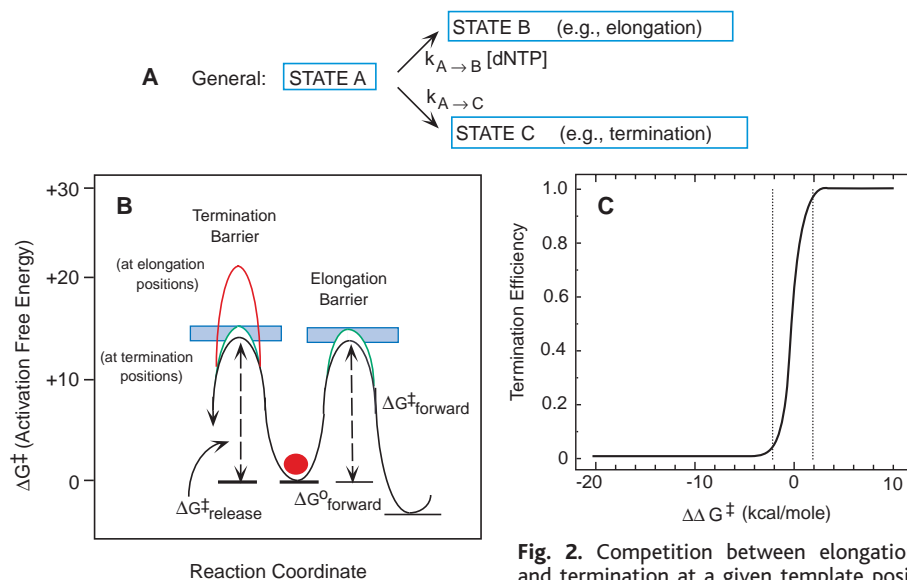 A General: STATE A
STATE B (e.g., elongation)
k A → B [dNTP]
k A → C
STATE C (e.g., termination)
B
ΔG‡ (Activation Free Energy)
+30
+20
+10
0
Termination
Barrier
(at elongation
positions)
Elongation
Barrier
(at termination
positions)
ΔG‡forward
ΔG‡release
ΔG°forward
Reaction Coordinate
C
Termination Efficiency
1.0
0.8
0.6
0.4
0.2
0
-20 -10 0 10
ΔΔ G‡ (kcal/mole)
Fig. 2. Competition between elongation
and termination at a given template posi